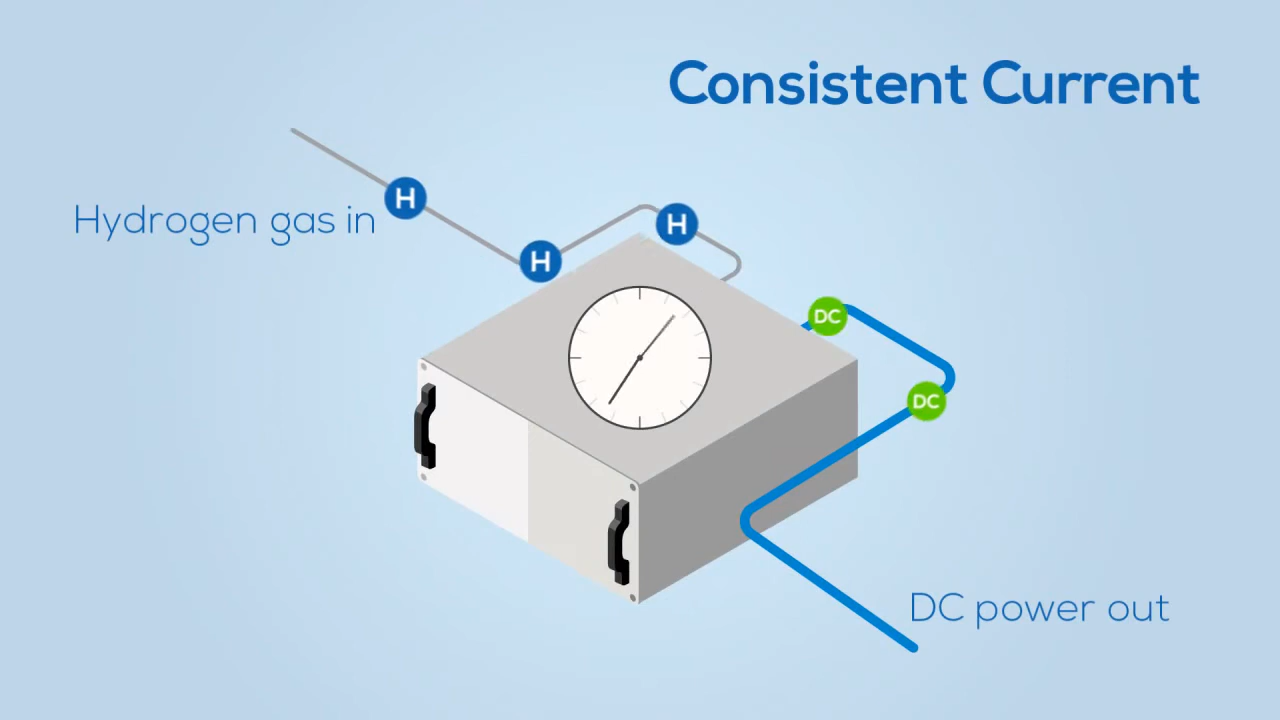 Consistent Current
Hydrogen gas in
H
H
H
DC
DC
DC power out